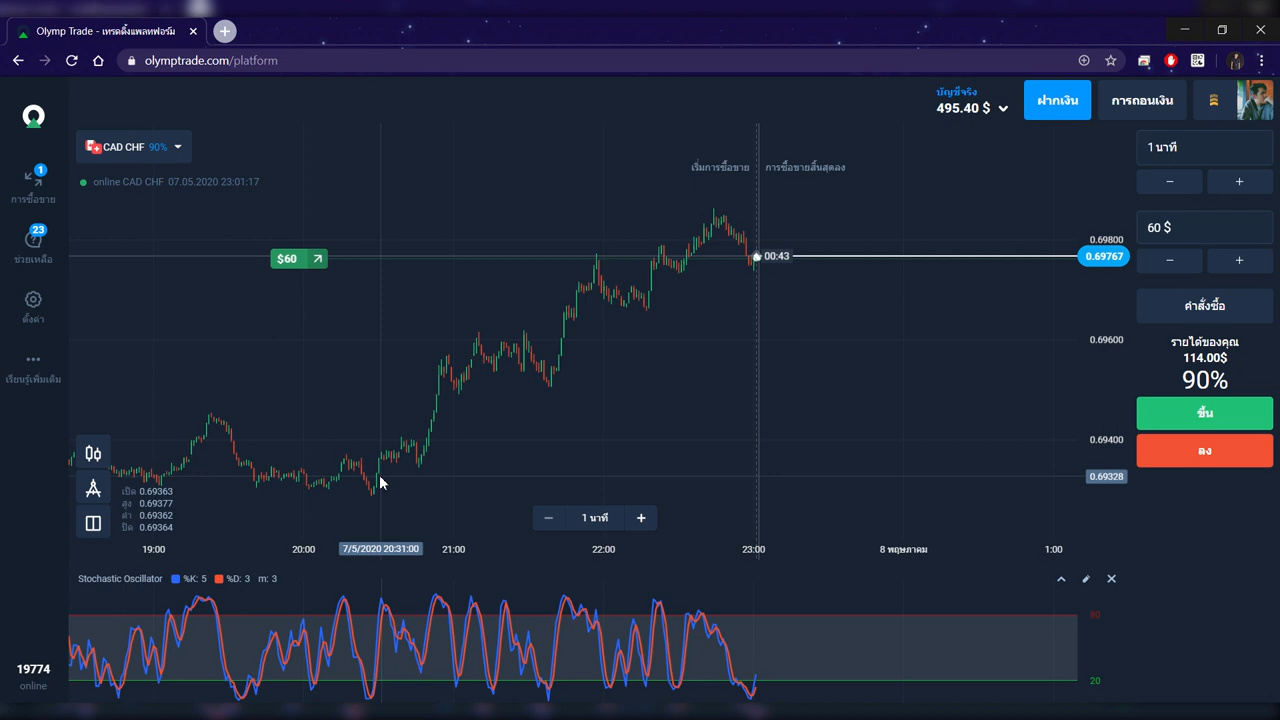 Olymp Trade - เทรดดิ้งแพลทฟอร์ม
olymptrade.com/platform
บัญชีจริง
495.40 $
ฝากเงิน
การถอนเงิน
CAD CHF 90%
online CAD CHF 07.05.2020 23:01:17
เริ่มการซื้อขาย
การซื้อขายสิ้นสุดลง
1
การซื้อขาย
23
ช่วยเหลือ
ตั้งค่า
เรียนรู้เพิ่มเติม
19774
online
$60
00:43
0.69800
0.69767
0.69600
0.69400
0.69328
1 นาที
− +
60 $
− +
คำสั่งซื้อ
รายได้ของคุณ
114.00$
90%
ขึ้น
ลง
เปิด 0.69363
สูง 0.69377
ต่ำ 0.69362
ปิด 0.69364
− 1 นาที +
19:00 20:00 7/5/2020 20:31:00 21:00 22:00 23:00 8 พฤษภาคม 1:00
Stochastic Oscillator %K: 5 %D: 3 m: 3
80
20